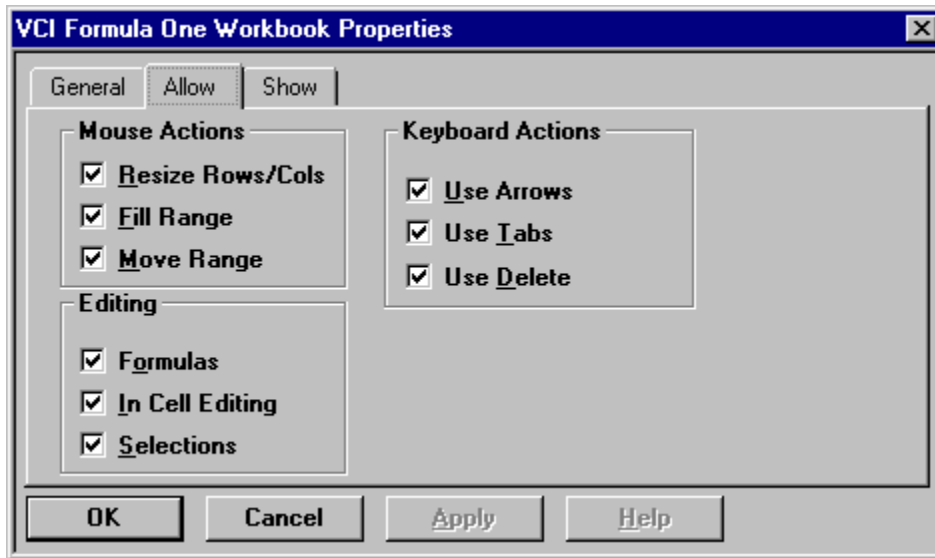 VCI Formula One Workbook Properties
General Allow Show
Mouse Actions
Resize Rows/Cols
Fill Range
Move Range
Keyboard Actions
Use Arrows
Use Tabs
Use Delete
Editing
Formulas
In Cell Editing
Selections
OK Cancel Apply Help